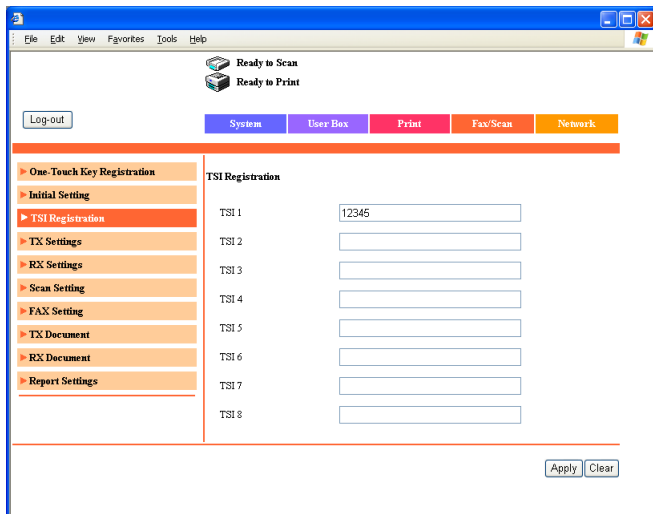 File Edit View Favorites Tools Help
Ready to Scan
Ready to Print
Log-out
System User Box Print Fax/Scan Network
One-Touch Key Registration
Initial Setting
TSI Registration
TX Settings
RX Settings
Scan Setting
FAX Setting
TX Document
RX Document
Report Settings
TSI Registration
TSI 1 12345
TSI 2
TSI 3
TSI 4
TSI 5
TSI 6
TSI 7
TSI 8
Apply Clear